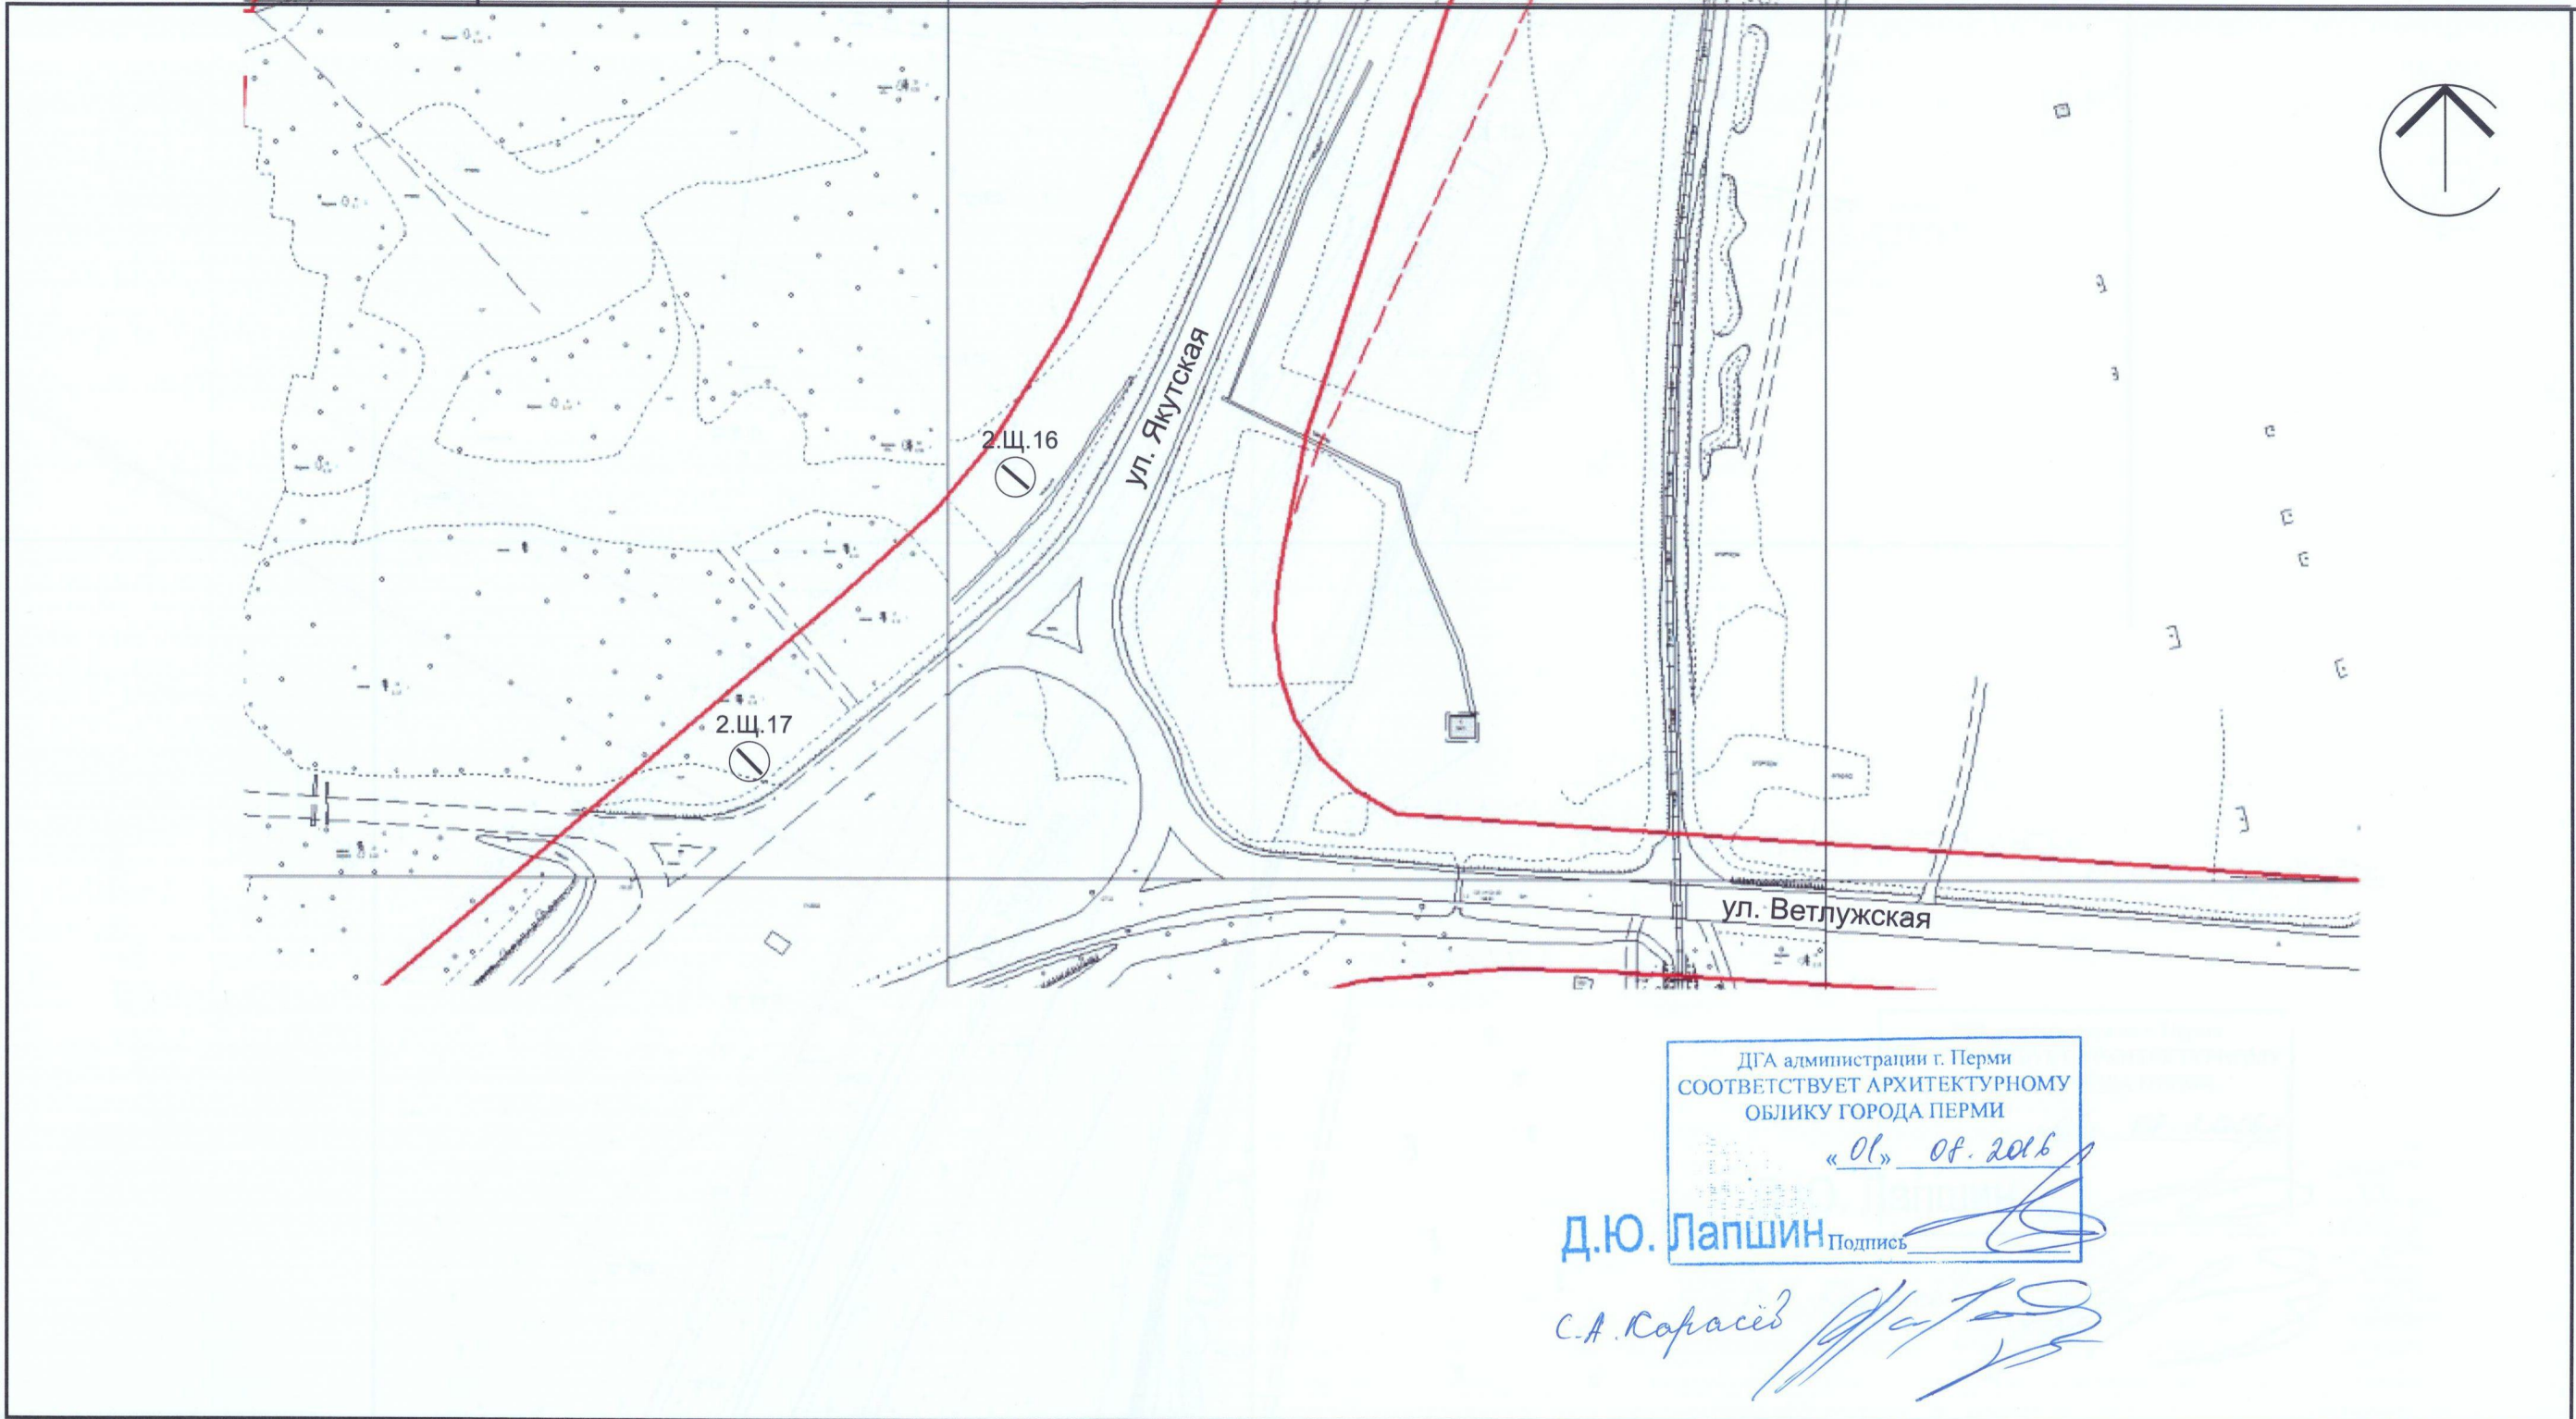 2.Щ.16
ул. Якутская
2.Щ.17
ул. Ветлужская
ДГА администрации г. Перми
СООТВЕТСТВУЕТ АРХИТЕКТУРНОМУ
ОБЛИКУ ГОРОДА ПЕРМИ
«01» 08. 2016
Д.Ю. Лапшин Подпись
С.А. Карасёв